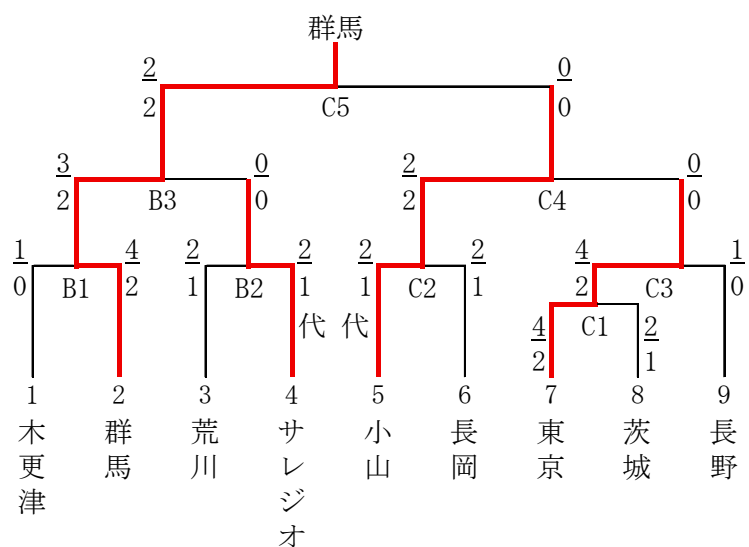 群馬
2 0
2 C5 0
3 0 2 0
2 B3 0 2 C4 0
1 4 2 2 2 2 4 1
0 B1 2 1 B2 1 1 C2 1 2 C3 0
代 代 4 C1 2
2 1
1 2 3 4 5 6 7 8 9
木更津
群馬
荒川
サレジオ
小山
長岡
東京
茨城
長野